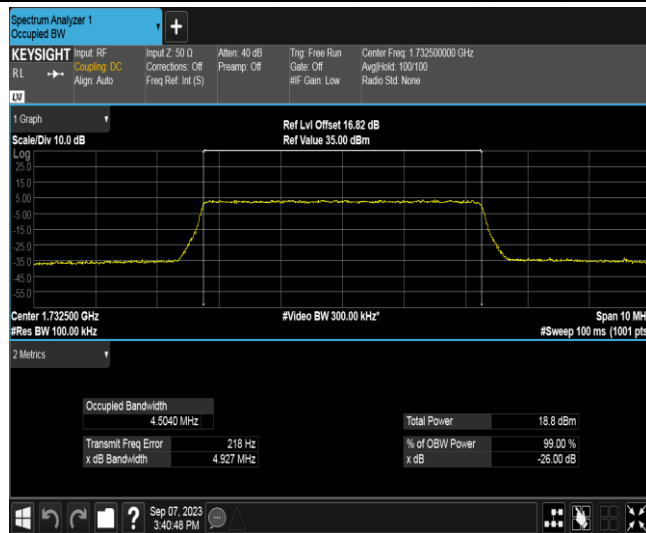 Spectrum Analyzer 1
Occupied BW
+
KEYSIGHT Input: RF Input Z: 50 Ω Atten: 40 dB Trig: Free Run Center Freq: 1.732500000 GHz
RL Coupling: DC Corrections: Off Preamp: Off Gate: Off Avg|Hold: 100/100
Align: Auto Freq Ref: Int (S) #IF Gain: Low Radio Std: None
1 Graph
Ref Lvl Offset 16.82 dB
Scale/Div 10.0 dB Ref Value 35.00 dBm
Log
25.0
15.0
5.00
-5.00
-15.0
-25.0
-35.0
-45.0
-55.0
Center 1.732500 GHz #Video BW 300.00 kHz* Span 10 MH
#Res BW 100.00 kHz #Sweep 100 ms (1001 pts
2 Metrics
Occupied Bandwidth
4.5040 MHz Total Power 18.8 dBm
Transmit Freq Error 218 Hz % of OBW Power 99.00 %
x dB Bandwidth 4.927 MHz x dB -26.00 dB
? Sep 07, 2023
3:40:48 PM